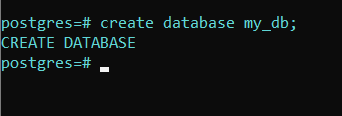 postgres=# create database my_db;
CREATE DATABASE
postgres=#